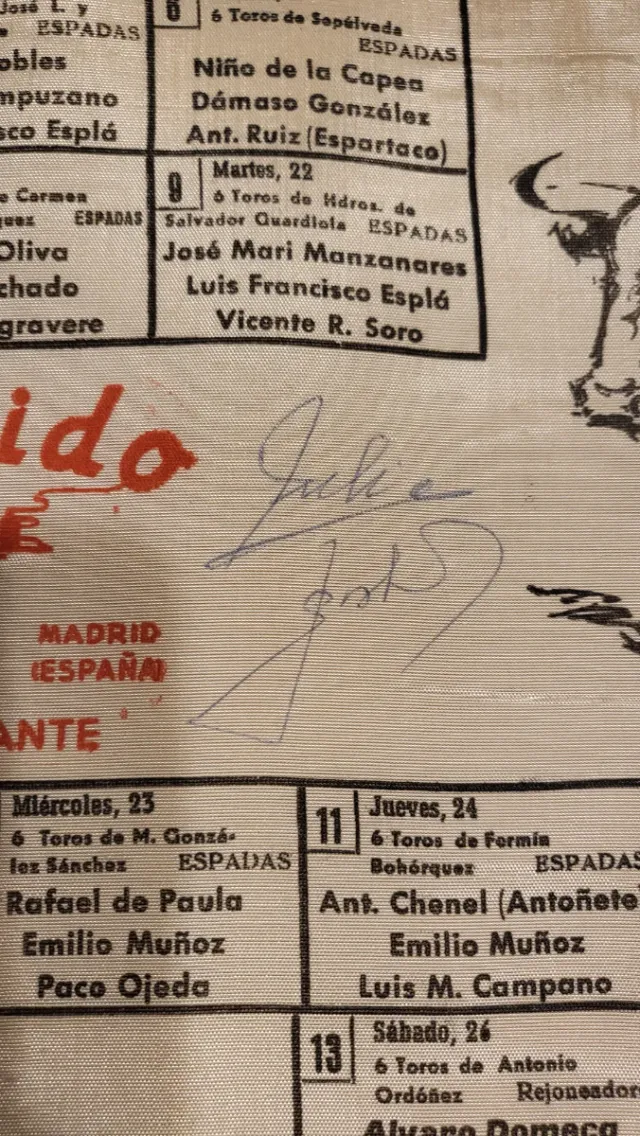 José L. y
ESPADAS
obles
mpuzano
sco Esplá
8
6 Toros de Sepúlveda
ESPADAS
Niño de la Capea
Dámaso González
Ant. Ruiz (Espartaco)
e Carmen
quez ESPADAS
Oliva
chado
gravere
9
Martes, 22
6 Toros de Hdros. de
Salvador Guardiola ESPADAS
José Mari Manzanares
Luis Francisco Esplá
Vicente R. Soro
ido
Julie
MADRID
(ESPAÑA)
ANTE
Miércoles, 23
6 Toros de M. Gonzá-
lez Sánchez ESPADAS
Rafael de Paula
Emilio Muñoz
Paco Ojeda
11
Jueves, 24
6 Toros de Fermín
Bohórquez ESPADAS
Ant. Chenel (Antoñete
Emilio Muñoz
Luis M. Campano
13
Sábado, 26
6 Toros de Antonio
Ordóñez Rejoneador
Alvaro Domecq